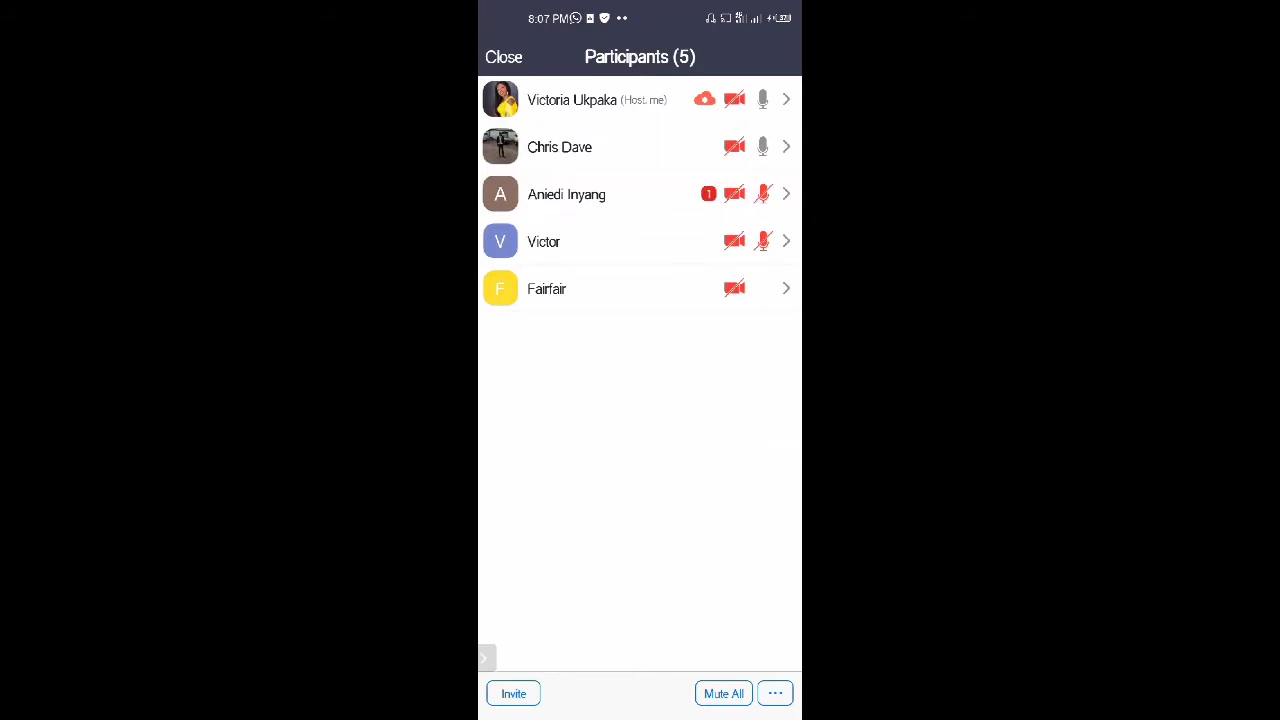 8:07 PM
Close Participants (5)
Victoria Ukpaka (Host, me)
Chris Dave
A Aniedi Inyang 1
V Victor
F Fairfair
Invite Mute All ...